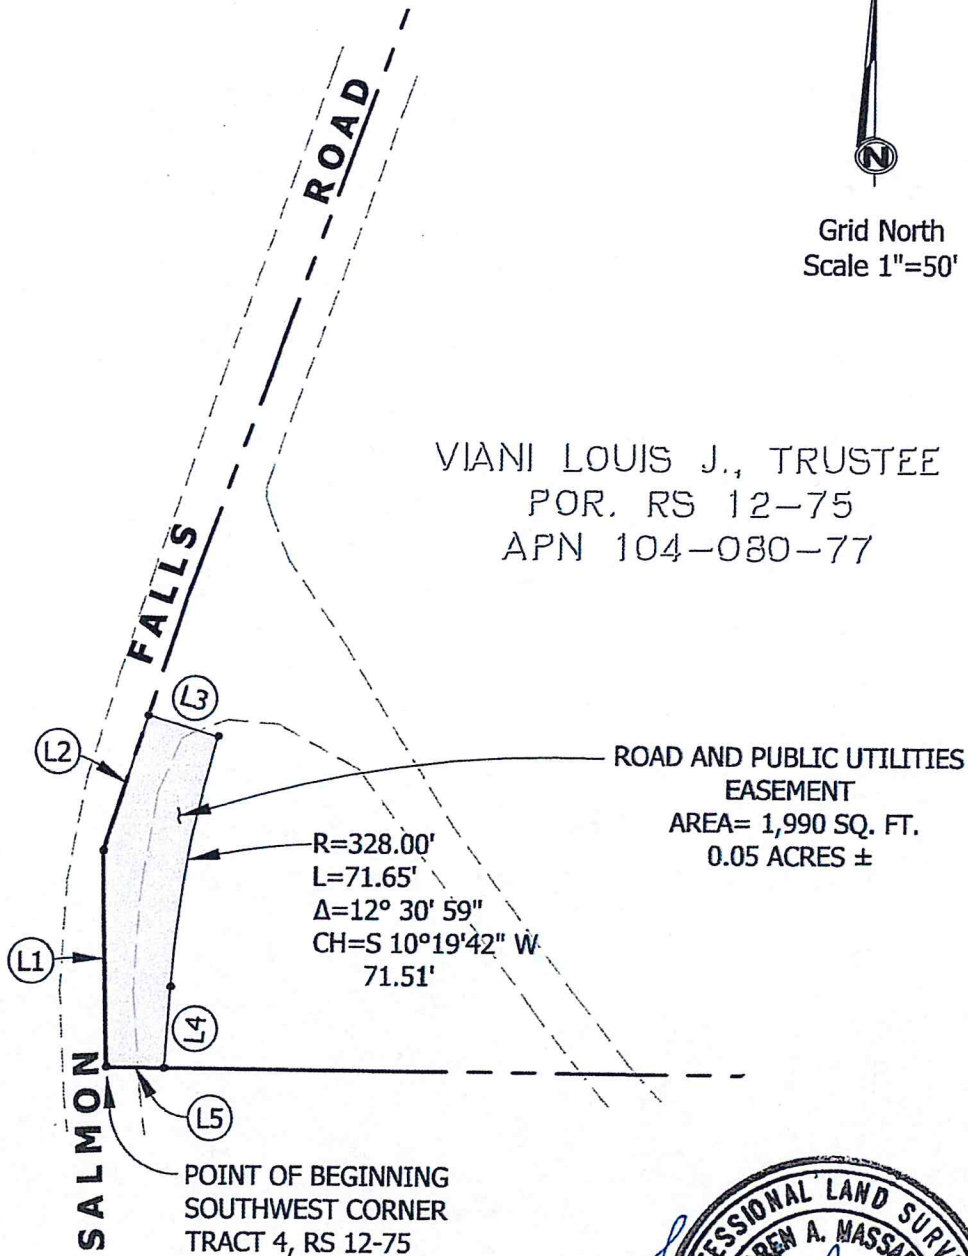 N
Grid North
Scale 1"=50'
SALMON FALLS ROAD
VIANI LOUIS J., TRUSTEE
POR. RS 12-75
APN 104-080-77
L3
L2
ROAD AND PUBLIC UTILITIES
EASEMENT
AREA= 1,990 SQ. FT.
0.05 ACRES ±
R=328.00'
L=71.65'
Δ=12° 30' 59"
CH=S 10°19'42" W
71.51'
L1
L4
L5
POINT OF BEGINNING
SOUTHWEST CORNER
TRACT 4, RS 12-75
LAND
A.